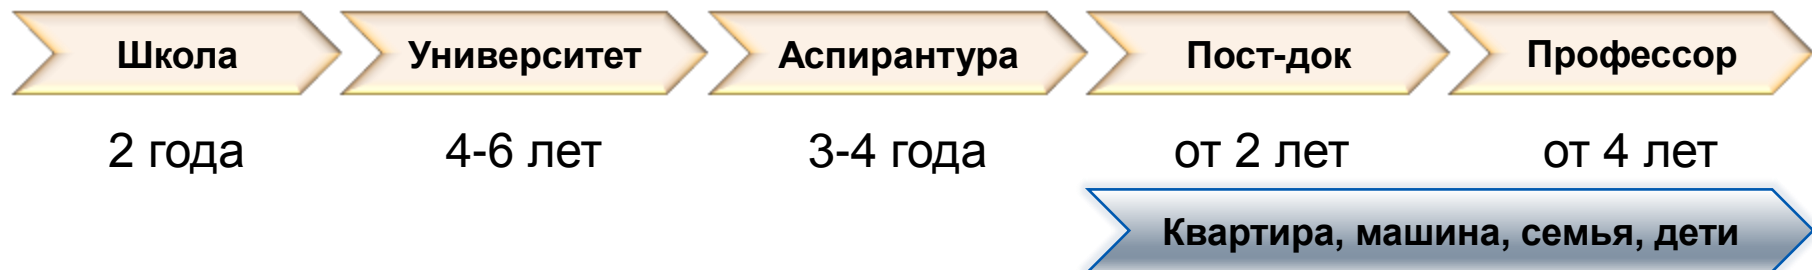 Школа Университет Аспирантура Пост-док Профессор
2 года 4-6 лет 3-4 года от 2 лет от 4 лет
Квартира, машина, семья, дети